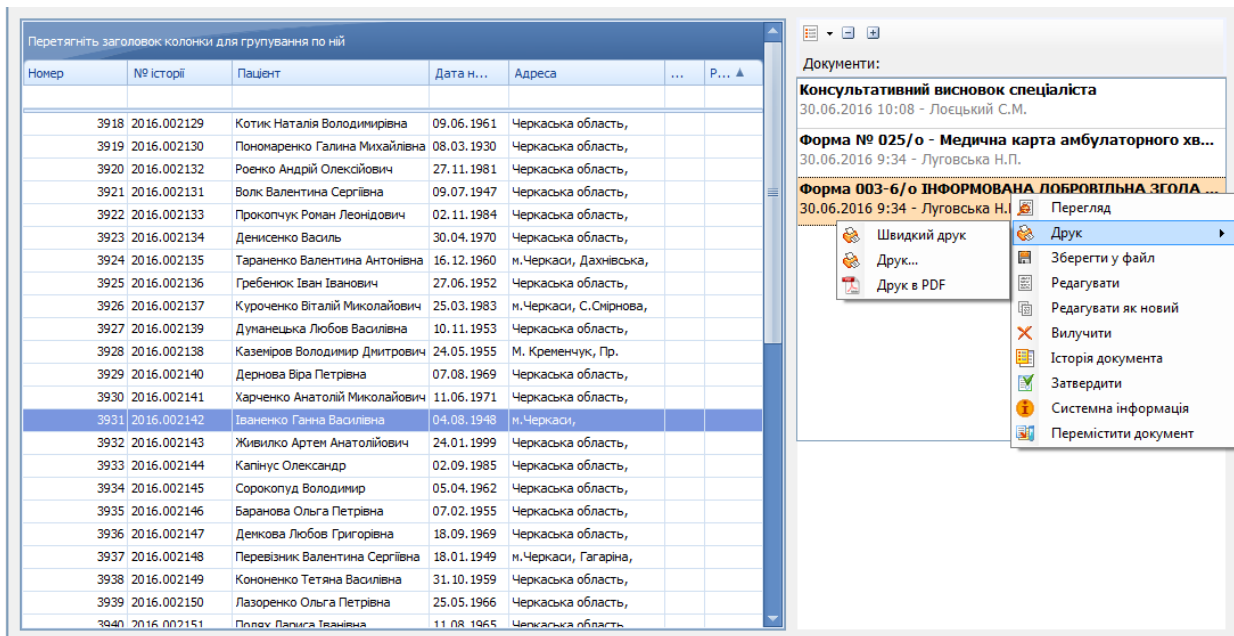 Перетягніть заголовок колонки для групування по ній
Номер № історії Пацієнт Дата н... Адреса ... Р...
3918 2016.002129 Котик Наталія Володимирівна 09.06.1961 Черкаська область,
3919 2016.002130 Пономаренко Галина Михайлівна 08.03.1930 Черкаська область,
3920 2016.002132 Роєнко Андрій Олексійович 27.11.1981 Черкаська область,
3921 2016.002131 Волк Валентина Сергіївна 09.07.1947 Черкаська область,
3922 2016.002133 Прокопчук Роман Леонідович 02.11.1984 Черкаська область,
3923 2016.002134 Денисенко Василь 30.04.1970 Черкаська область,
3924 2016.002135 Тараненко Валентина Антонівна 16.12.1960 м.Черкаси, Дахнівська,
3925 2016.002136 Гребенюк Іван Іванович 27.06.1952 Черкаська область,
3926 2016.002137 Куроченко Віталій Миколайович 25.03.1983 м.Черкаси, С.Смірнова,
3927 2016.002139 Думанецька Любов Василівна 10.11.1953 Черкаська область,
3928 2016.002138 Каземіров Володимир Дмитрович 24.05.1955 М. Кременчук, Пр.
3929 2016.002140 Дернова Віра Петрівна 07.08.1969 Черкаська область,
3930 2016.002141 Харченко Анатолій Миколайович 11.06.1971 Черкаська область,
3931 2016.002142 Іваненко Ганна Василівна 04.08.1948 м.Черкаси,
3932 2016.002143 Живилко Артем Анатолійович 24.01.1999 Черкаська область,
3933 2016.002144 Капінус Олександр 02.09.1985 Черкаська область,
3934 2016.002145 Сорокопуд Володимир 05.04.1962 Черкаська область,
3935 2016.002146 Баранова Ольга Петрівна 07.02.1955 Черкаська область,
3936 2016.002147 Демкова Любов Григорівна 18.09.1969 Черкаська область,
3937 2016.002148 Перевізник Валентина Сергіївна 18.01.1949 м.Черкаси, Гагаріна,
3938 2016.002149 Кононенко Тетяна Василівна 31.10.1959 Черкаська область,
3939 2016.002150 Лазоренко Ольга Петрівна 25.05.1966 Черкаська область,
3940 2016.002151 Полях Лариса Іванівна 11.08.1965 Черкаська область
Документи:
Консультативний висновок спеціаліста
30.06.2016 10:08 - Лоєцький С.М.
Форма № 025/о - Медична карта амбулаторного хв...
30.06.2016 9:34 - Луговська Н.П.
Форма 003-6/о ІНФОРМОВАНА ДОБРОВІЛЬНА ЗГОДА ...
30.06.2016 9:34 - Луговська Н.
Швидкий друк
Друк...
Друк в PDF
Перегляд
Друк
Зберегти у файл
Редагувати
Редагувати як новий
Вилучити
Історія документа
Затвердити
Системна інформація
Перемістити документ